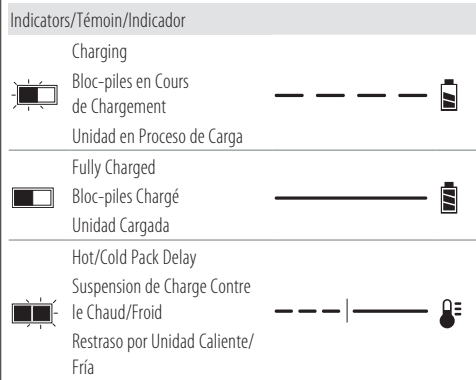 Indicators/Témoin/Indicador
Charging
Bloc-piles en Cours
de Chargement
Unidad en Proceso de Carga
Fully Charged
Bloc-piles Chargé
Unidad Cargada
Hot/Cold Pack Delay
Suspension de Charge Contre
le Chaud/Froid
Restraso por Unidad Caliente/
Fría